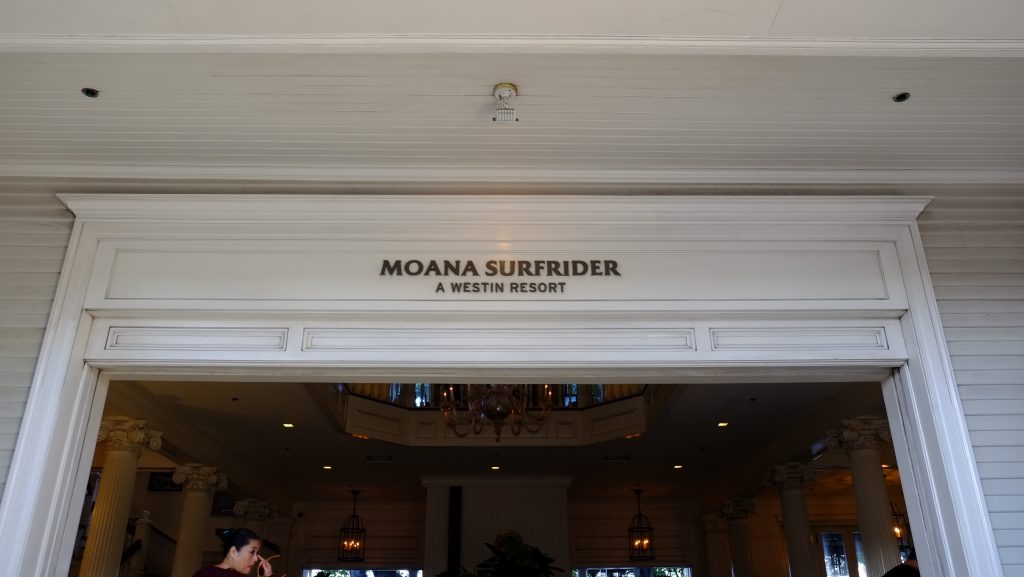 MOANA SURFRIDER
A WESTIN RESORT